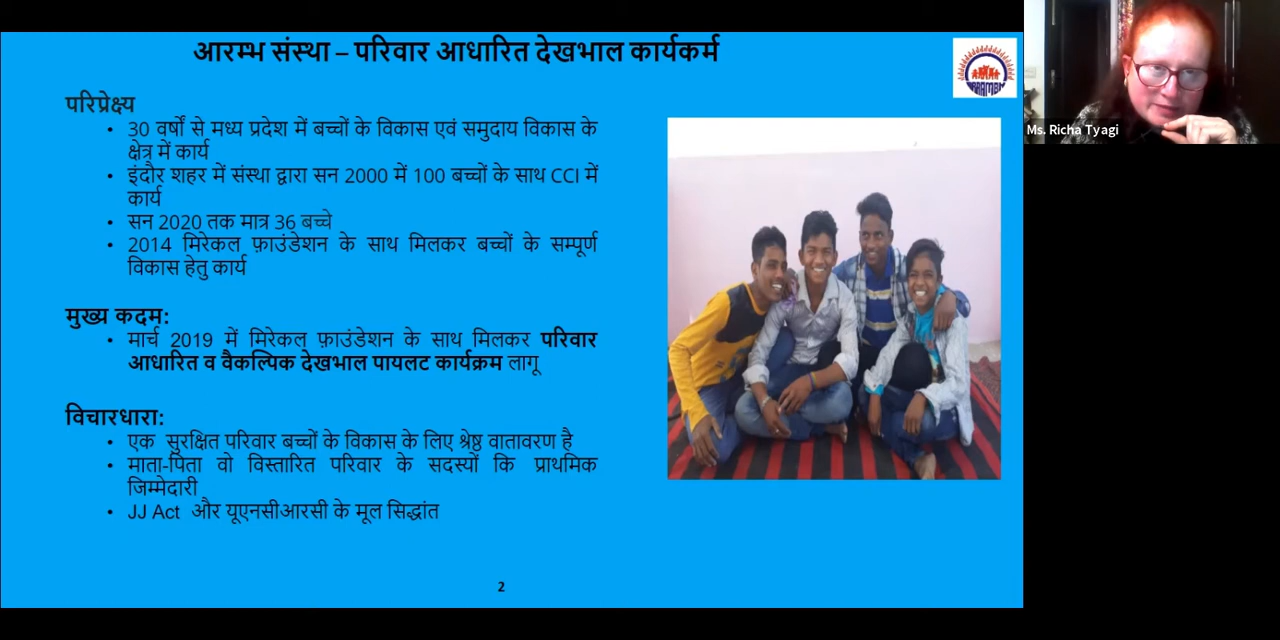 आरम्भ संस्था – परिवार आधारित देखभाल कार्यकर्म
परिप्रेक्ष्य
• 30 वर्षों से मध्य प्रदेश में बच्चों के विकास एवं समुदाय विकास के
क्षेत्र में कार्य
• इंदौर शहर में संस्था द्वारा सन 2000 में 100 बच्चों के साथ CCI में
कार्य
• सन 2020 तक मात्र 36 बच्चे
• 2014 मिरेकल फ़ाउंडेशन के साथ मिलकर बच्चों के सम्पूर्ण
विकास हेतु कार्य
मुख्य कदम:
• मार्च 2019 में मिरेकल फ़ाउंडेशन के साथ मिलकर परिवार
आधारित व वैकल्पिक देखभाल पायलट कार्यक्रम लागू
विचारधारा:
• एक सुरक्षित परिवार बच्चों के विकास के लिए श्रेष्ठ वातावरण है
• माता-पिता वो विस्तारित परिवार के सदस्यों कि प्राथमिक
जिम्मेदारी
• JJ Act और यूएनसीआरसी के मूल सिद्धांत
2
AARAMBH
Ms. Richa Tyagi